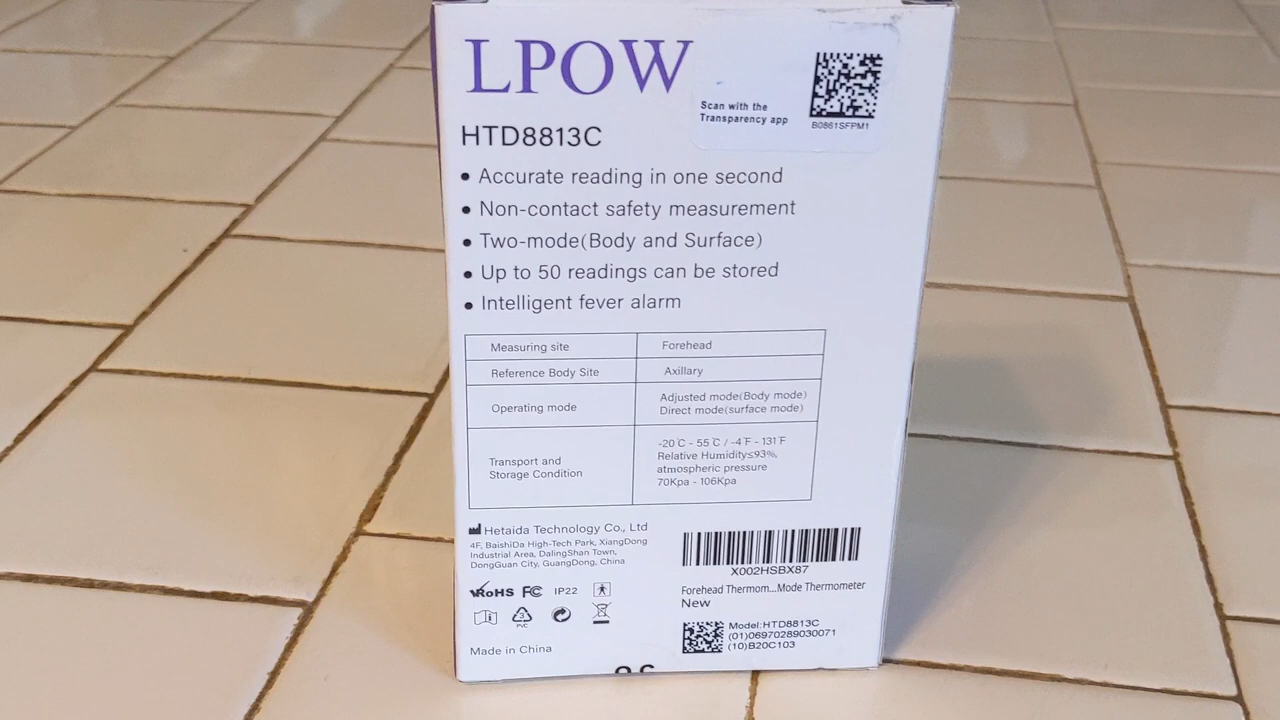 LPOW
Scan with the
Transparency app
B0861SFPM1
HTD8813C
• Accurate reading in one second
• Non-contact safety measurement
• Two-mode(Body and Surface)
• Up to 50 readings can be stored
• Intelligent fever alarm
Measuring site Forehead
Reference Body Site Axillary
Operating mode Adjusted mode(Body mode)
Direct mode(surface mode)
Transport and
Storage Condition
-20℃ - 55℃ / -4℉ - 131℉
Relative Humidity≤93%,
atmospheric pressure
70Kpa - 106Kpa
Hetaida Technology Co., Ltd
4F, BaishiDa High-Tech Park, XiangDong
Industrial Area, DalingShan Town,
DongGuan City, GuangDong, China
RoHS FC IP22
3
PVC
Made in China
X002HSBX87
Forehead Thermom...Mode Thermometer
New
Model:HTD8813C
(01)06970289030071
(10)B20C103